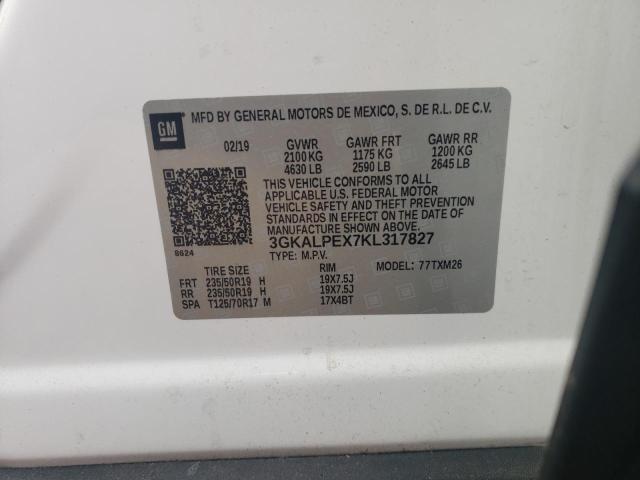 MFD BY GENERAL MOTORS DE MEXICO, S. DE R.L. DE C.V.
GM
02/19 GVWR GAWR FRT GAWR RR
2100 KG 1175 KG 1200 KG
4630 LB 2590 LB 2645 LB
THIS VEHICLE CONFORMS TO ALL
APPLICABLE U.S. FEDERAL MOTOR
VEHICLE SAFETY AND THEFT PREVENTION
STANDARDS IN EFFECT ON THE DATE OF
MANUFACTURE SHOWN ABOVE.
3GKALPEX7KL317827
8624 TYPE: M.P.V. MODEL: 77TXM26
TIRE SIZE RIM
FRT 235/50R19 H 19X7.5J
RR 235/50R19 H 19X7.5J
SPA T125/70R17 M 17X4BT